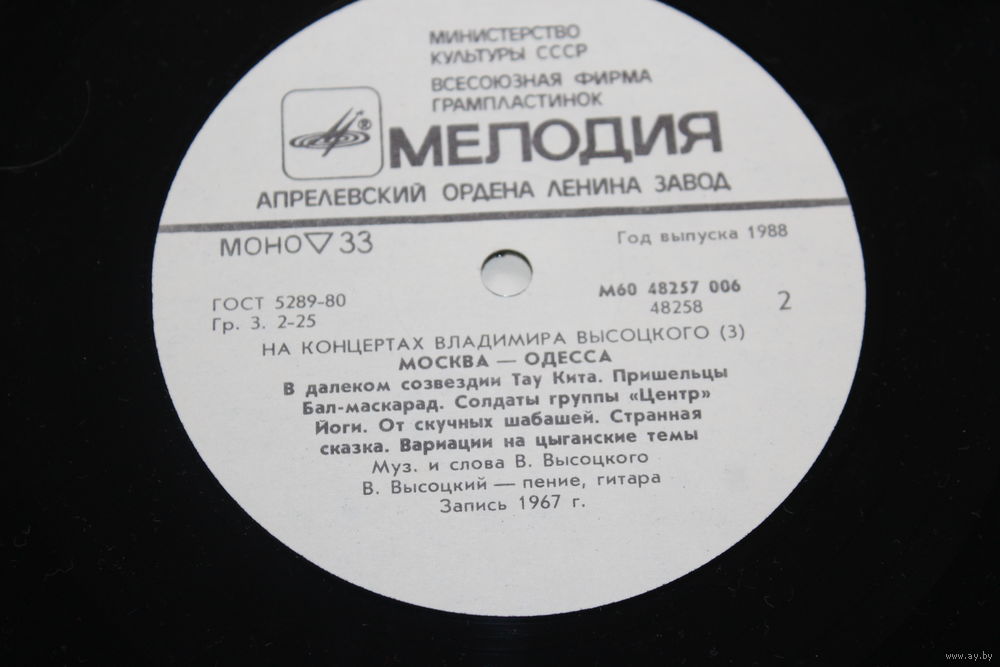 МИНИСТЕРСТВО
КУЛЬТУРЫ СССР
ВСЕСОЮЗНАЯ ФИРМА
ГРАМПЛАСТИНОК
® МЕЛОДИЯ
АПРЕЛЕВСКИЙ ОРДЕНА ЛЕНИНА ЗАВОД
МОНО ▽ 33
Год выпуска 1988
ГОСТ 5289-80
Гр. 3. 2-25
М60 48257 006
48258
2
НА КОНЦЕРТАХ ВЛАДИМИРА ВЫСОЦКОГО (3)
МОСКВА — ОДЕССА
В далеком созвездии Тау Кита. Пришельцы
Бал-маскарад. Солдаты группы «Центр»
Йоги. От скучных шабашей. Странная
сказка. Вариации на цыганские темы
Муз. и слова В. Высоцкого
В. Высоцкий — пение, гитара
Запись 1967 г.
www.ay.by